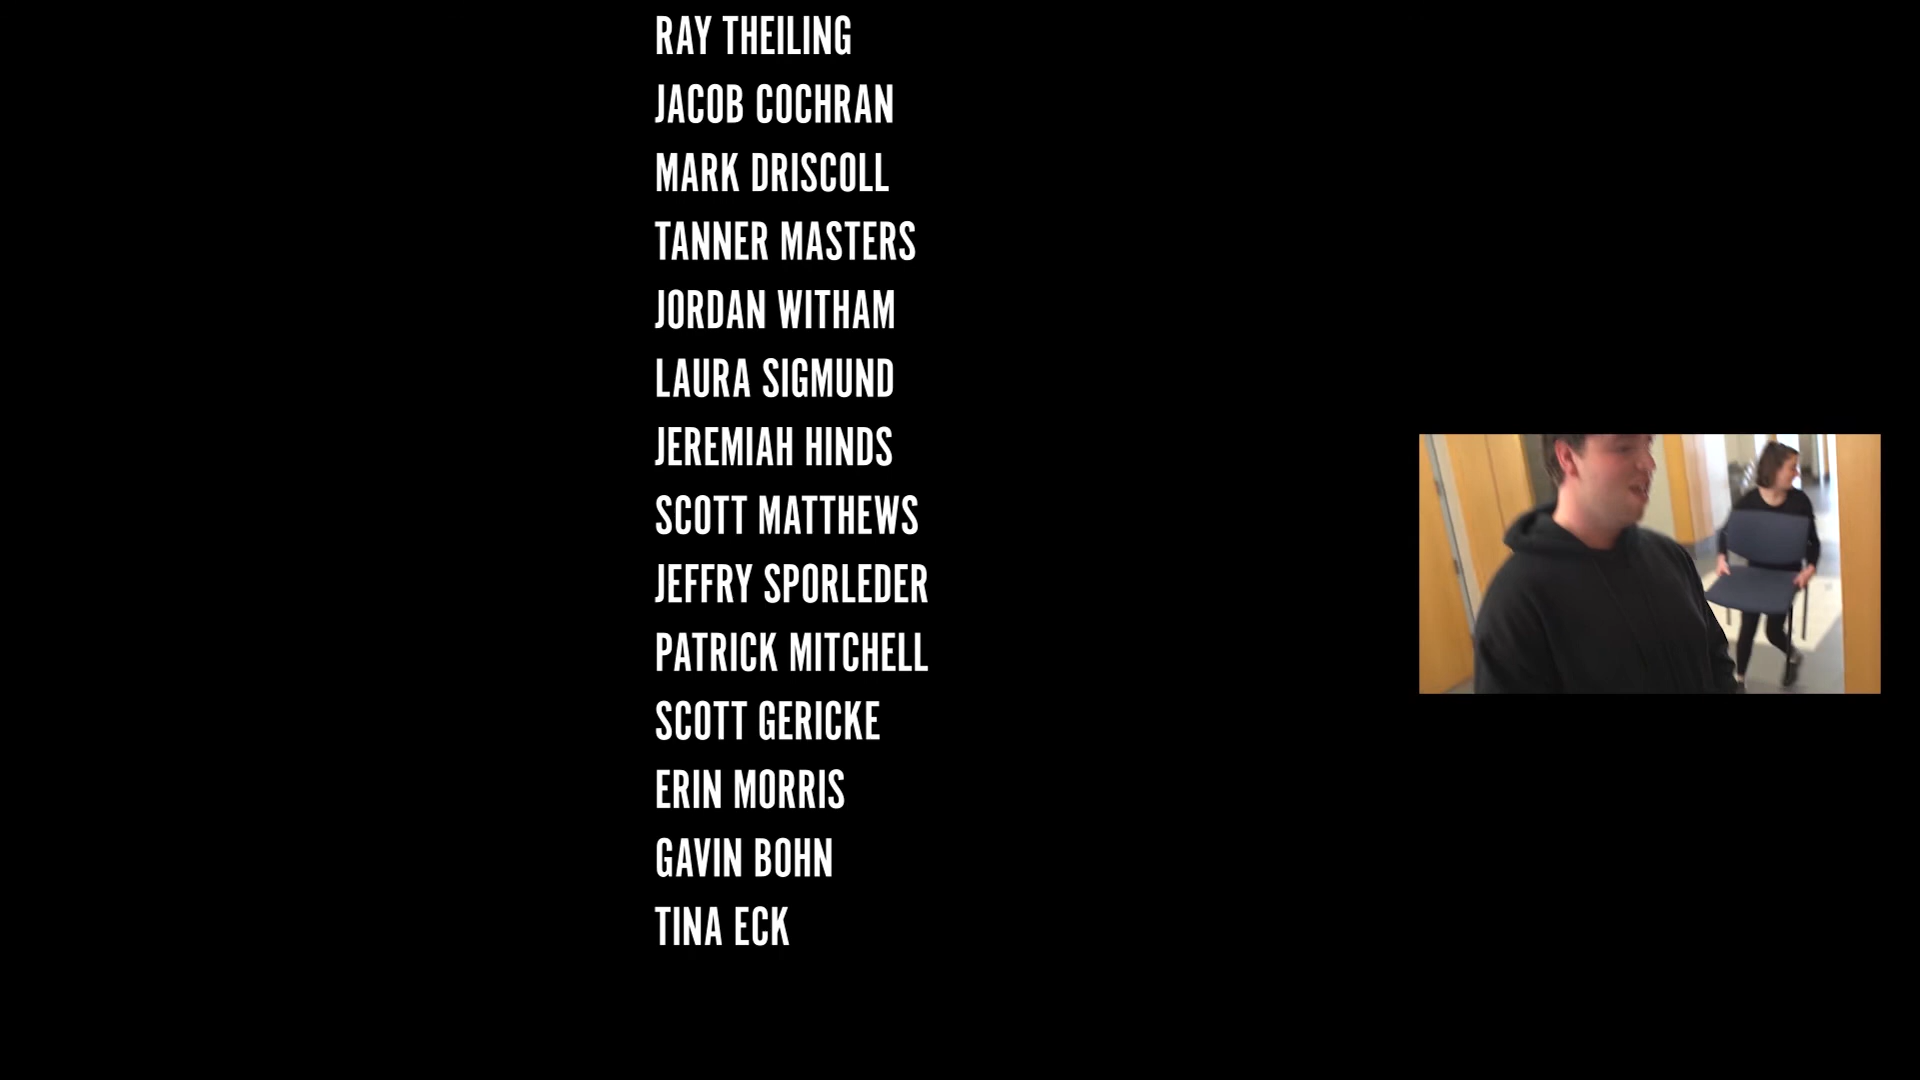 RAY THEILING
JACOB COCHRAN
MARK DRISCOLL
TANNER MASTERS
JORDAN WITHAM
LAURA SIGMUND
JEREMIAH HINDS
SCOTT MATTHEWS
JEFFRY SPORLEDER
PATRICK MITCHELL
SCOTT GERICKE
ERIN MORRIS
GAVIN BOHN
TINA ECK